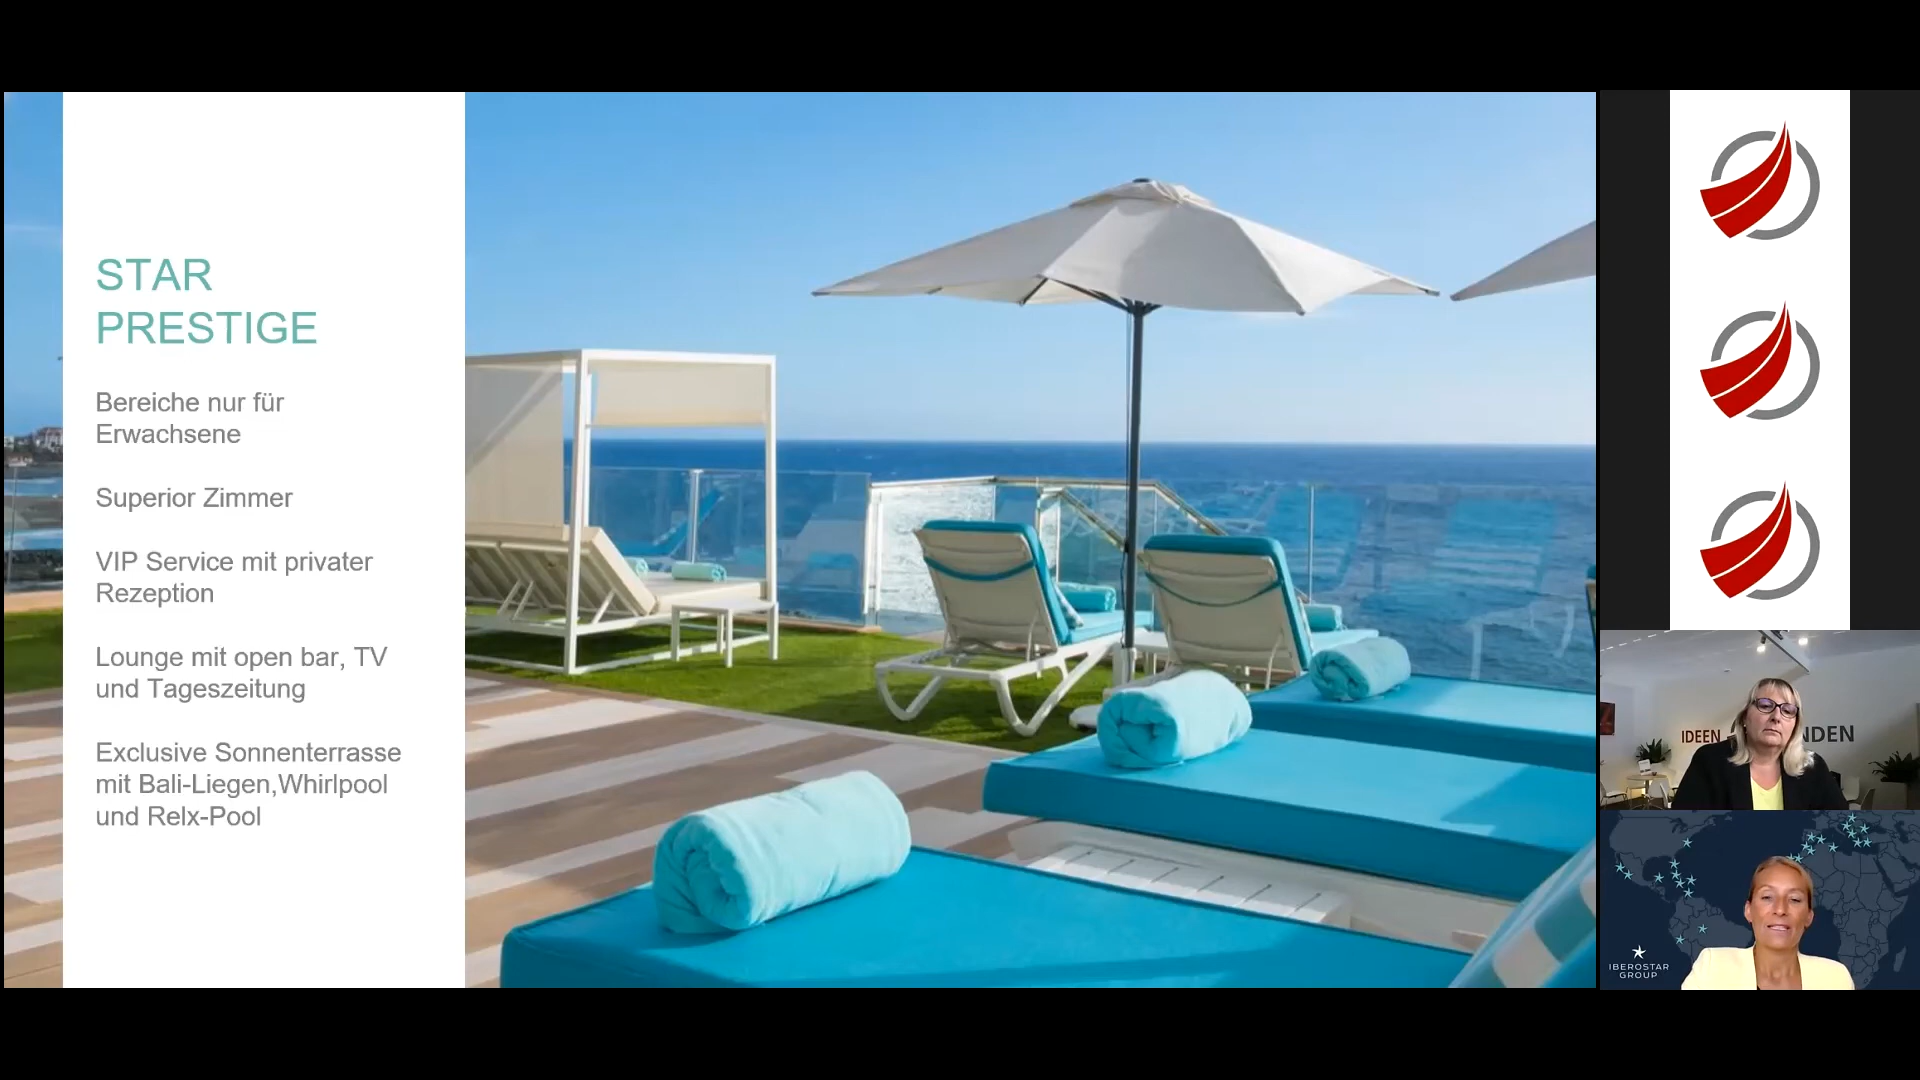 STAR
PRESTIGE
Bereiche nur für
Erwachsene
Superior Zimmer
VIP Service mit privater
Rezeption
Lounge mit open bar, TV
und Tageszeitung
Exclusive Sonnenterrasse
mit Bali-Liegen,Whirlpool
und Relx-Pool
IDEEN
NDEN
IBEROSTAR
GROUP